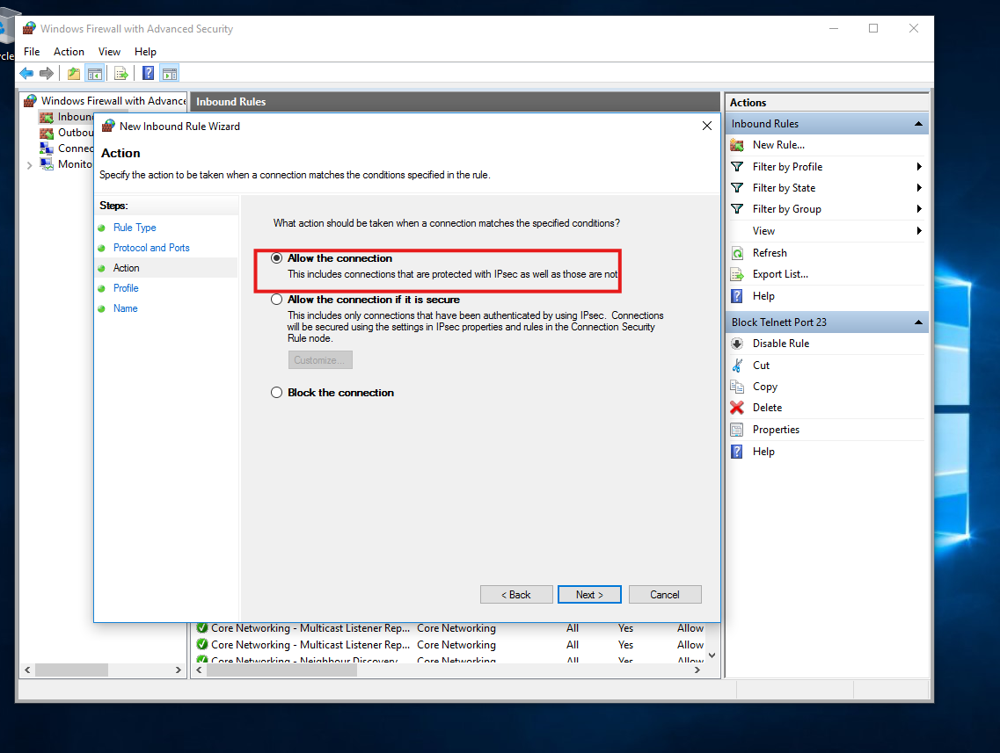 cle
Windows Firewall with Advanced Security
File Action View Help
Windows Firewall with Advance
Inboun
Outbou
Connec
Monito
Inbound Rules
New Inbound Rule Wizard
Action
Specify the action to be taken when a connection matches the conditions specified in the rule.
Steps:
Rule Type
Protocol and Ports
Action
Profile
Name
What action should be taken when a connection matches the specified conditions?
Allow the connection
This includes connections that are protected with IPsec as well as those are not
Allow the connection if it is secure
This includes only connections that have been authenticated by using IPsec. Connections
will be secured using the settings in IPsec properties and rules in the Connection Security
Rule node.
Customize...
Block the connection
< Back Next > Cancel
Core Networking - Multicast Listener Rep... Core Networking All Yes Allow
Core Networking - Multicast Listener Rep... Core Networking All Yes Allow
Core Networking - Neighbour Discovery Core Networking All Yes Allow
Actions
Inbound Rules
New Rule...
Filter by Profile
Filter by State
Filter by Group
View
Refresh
Export List...
Help
Block Telnett Port 23
Disable Rule
Cut
Copy
Delete
Properties
Help